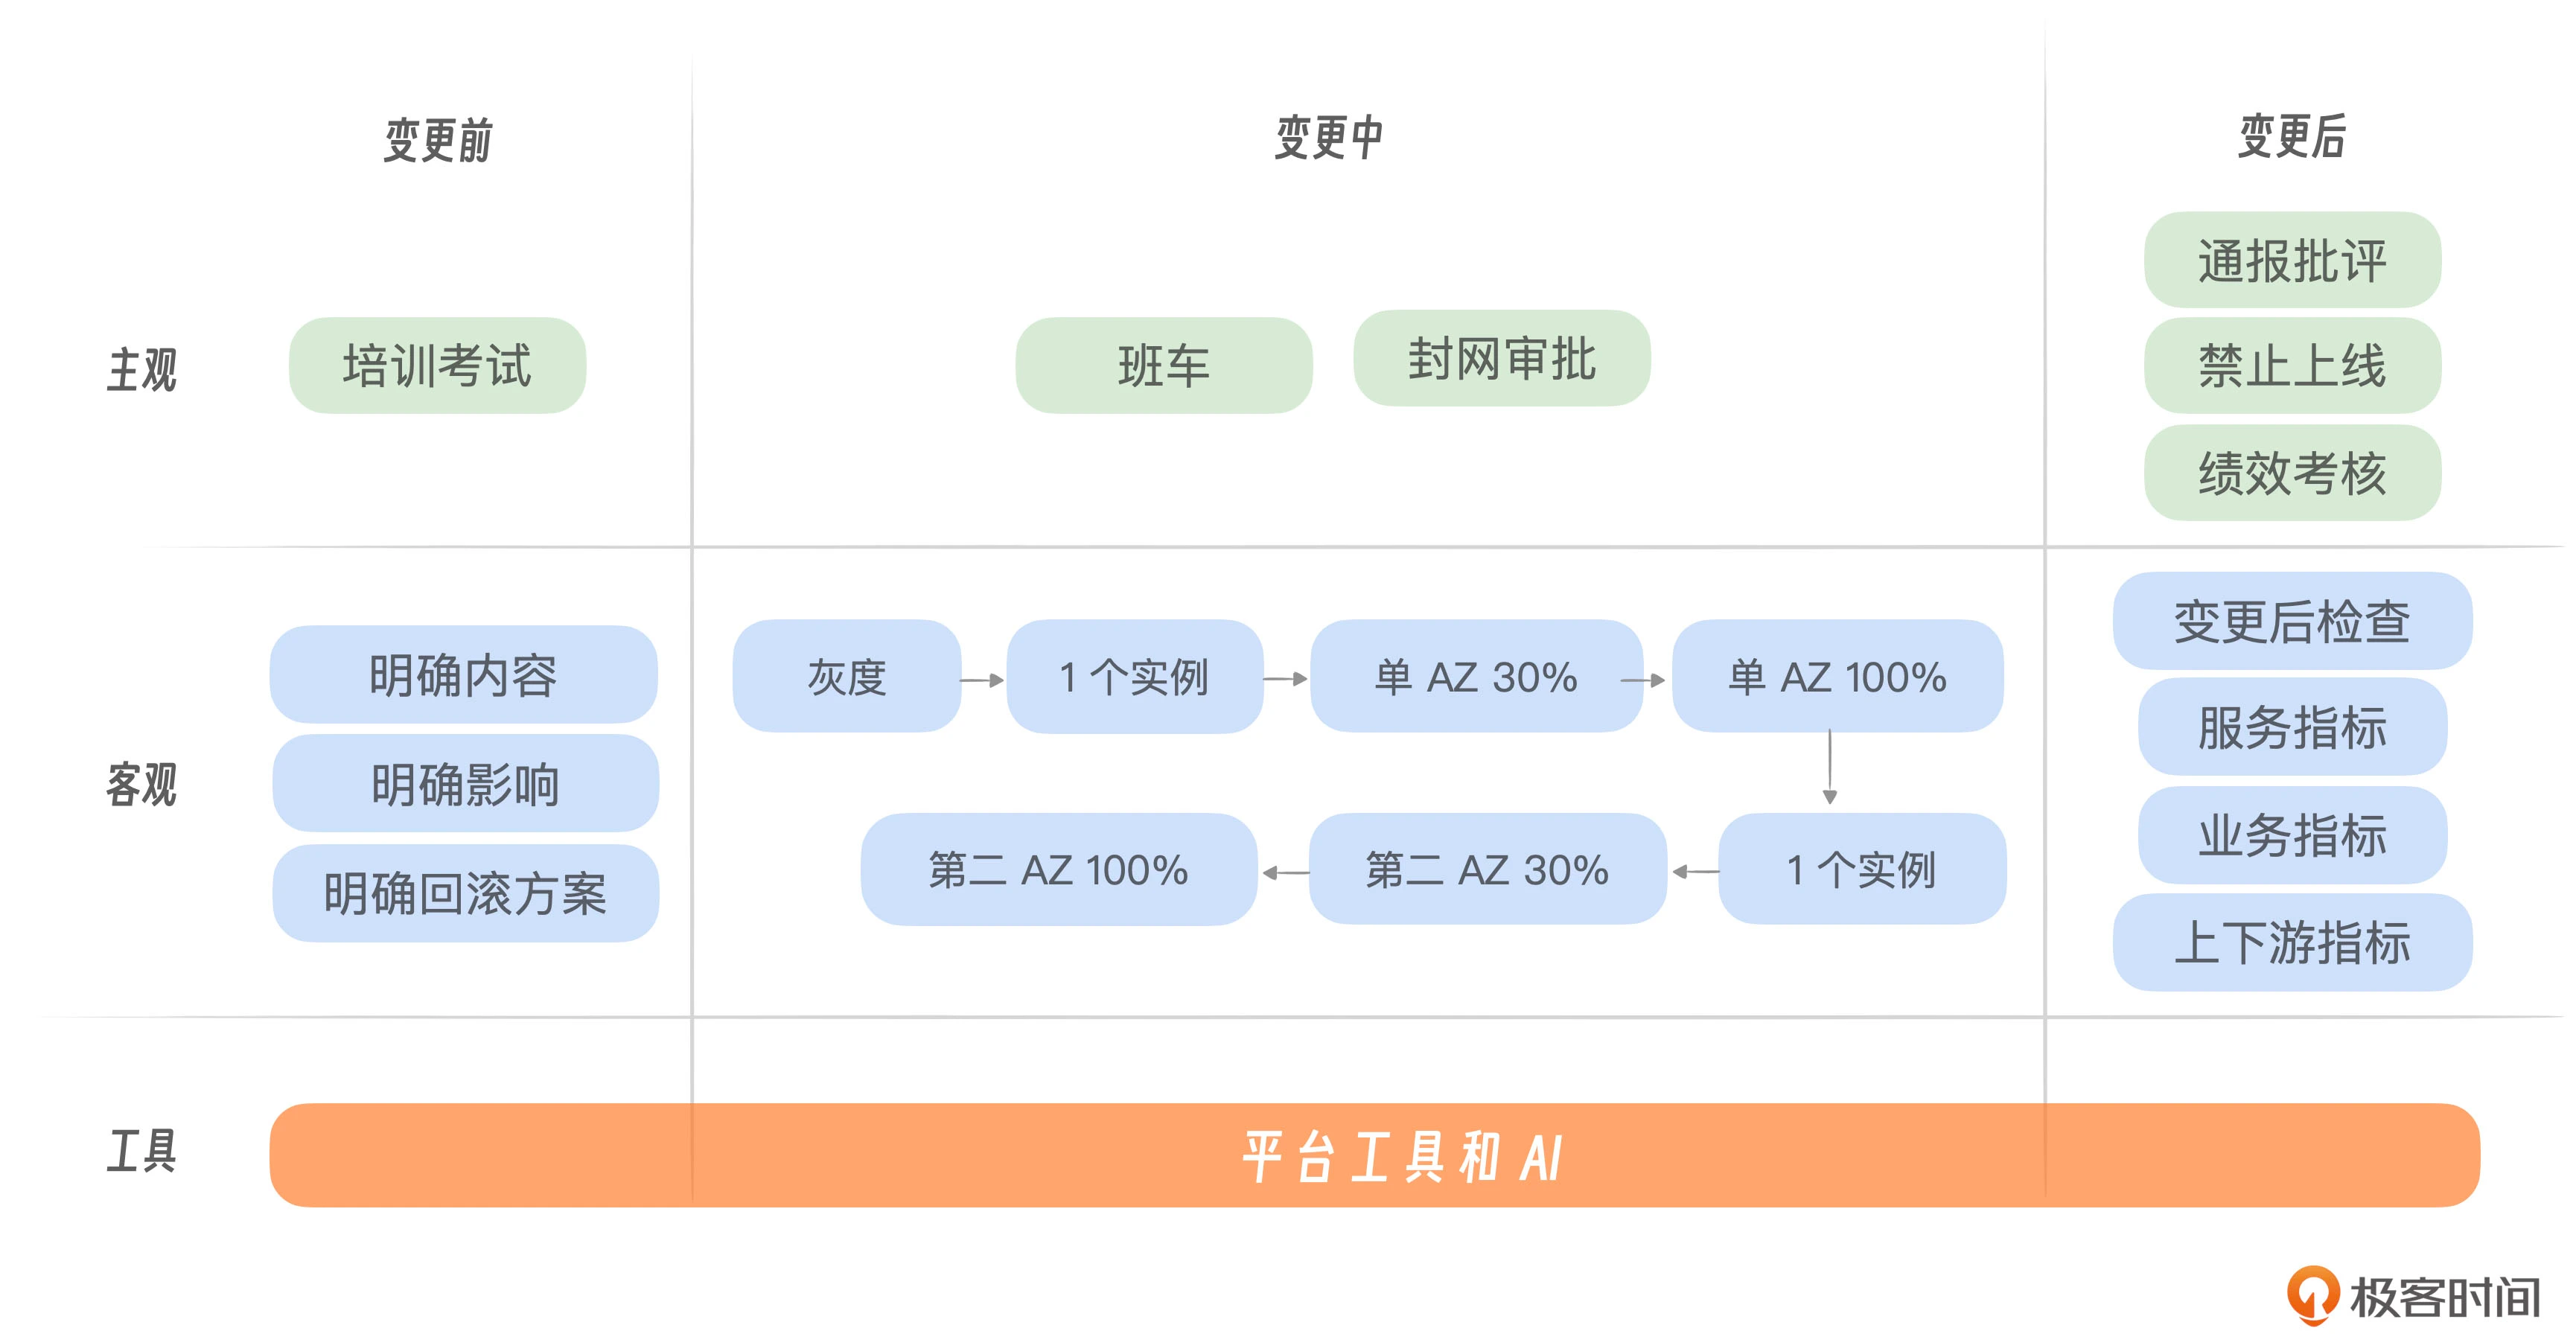 变更前
变更中
变更后
主观
培训考试
班车
封网审批
通报批评
禁止上线
绩效考核
客观
明确内容
明确影响
明确回滚方案
灰度
1 个实例
单 AZ 30%
单 AZ 100%
1 个实例
第二 AZ 30%
第二 AZ 100%
变更后检查
服务指标
业务指标
上下游指标
工具
平台工具和 AI
极客时间